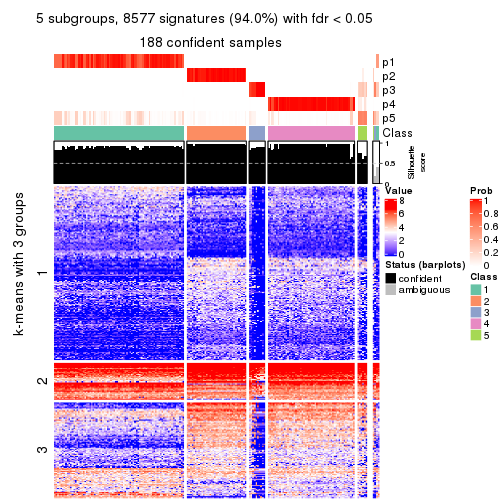 5 subgroups, 8577 signatures (94.0%) with fdr < 0.05
188 confident samples
p1
p2
p3
p4
p5
Class
1
0.5
0
Silhouette
score
k-means with 3 groups
1
2
3
Value
8
6
4
2
0
Status (barplots)
confident
ambiguous
Prob
1
0.8
0.6
0.4
0.2
0
Class
1
2
3
4
5